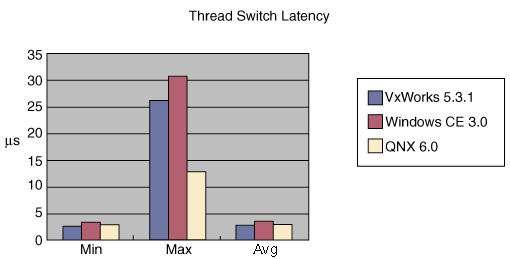 Thread Switch Latency
35
30
25
20
15
10
5
0
μs
Min
Max
Avg
VxWorks 5.3.1
Windows CE 3.0
QNX 6.0